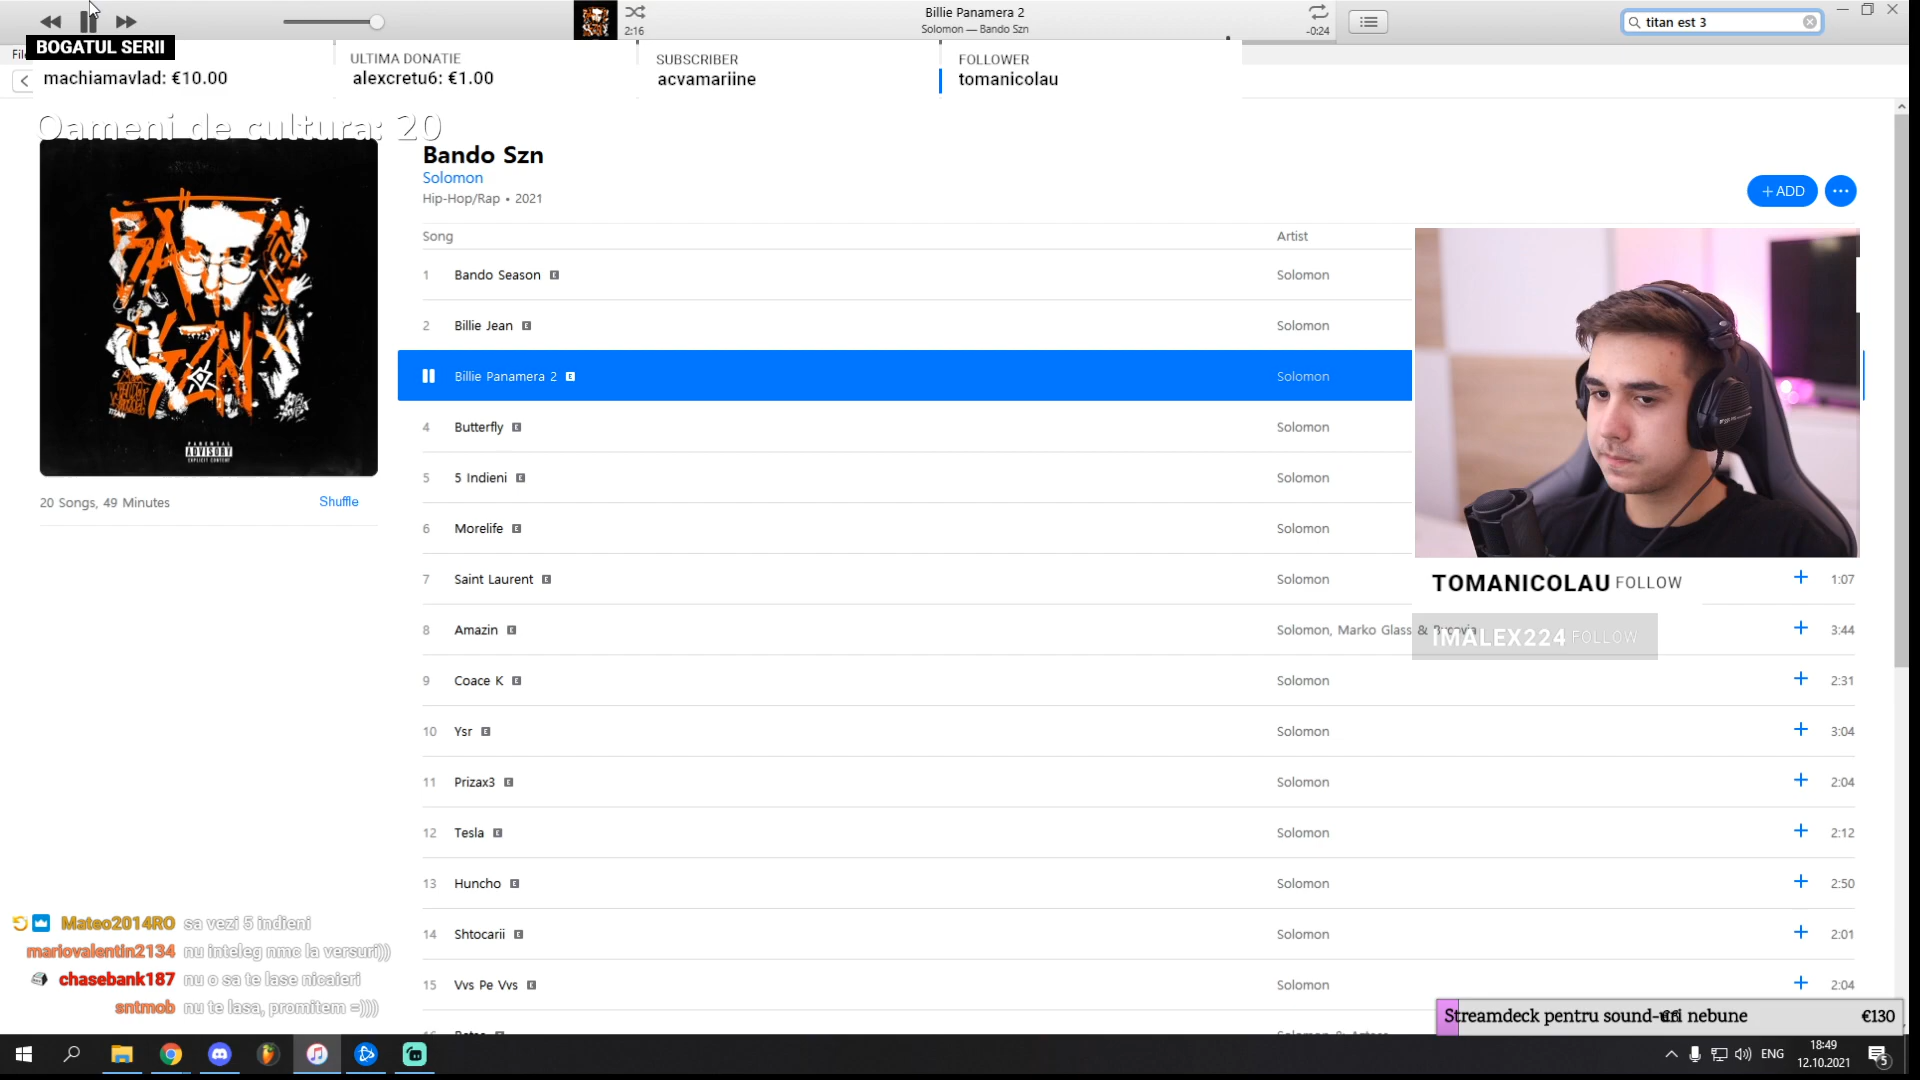 Billie Panamera 2
2:16
Solomon — Bando Szn
-0:24
titan est 3
BOGATUL SERII
machiamavlad: €10.00
ULTIMA DONATIE
alexcretu6: €1.00
SUBSCRIBER
acvamariine
FOLLOWER
tomanicolau
Oameni de cultura: 20
Bando Szn
Solomon
Hip-Hop/Rap • 2021
+ ADD
Song Artist
1 Bando Season E Solomon
2 Billie Jean E Solomon
Billie Panamera 2 E Solomon
4 Butterfly E Solomon
5 5 Indieni E Solomon
6 Morelife E Solomon
7 Saint Laurent E Solomon 1:07
8 Amazin E Solomon, Marko Glass & 3:44
9 Coace K E Solomon 2:31
10 Ysr E Solomon 3:04
11 Prizax3 E Solomon 2:04
12 Tesla E Solomon 2:12
13 Huncho E Solomon 2:50
14 Shtocarii E Solomon 2:01
15 Vvs Pe Vvs E Solomon 2:04
PARENTAL
ADVISORY
EXPLICIT CONTENT
20 Songs, 49 Minutes
Shuffle
TOMANICOLAU FOLLOW
IMALEX224 FOLLOW
Mateo2014RO sa vezi 5 indieni
mariovalentin2134 nu inteleg nmc la versuri))
chasebank187 nu o sa te lase nicaieri
sntmob nu te lasa, promitem =))))
Streamdeck pentru sound-uri nebune €130
ENG
18:49
12.10.2021
5